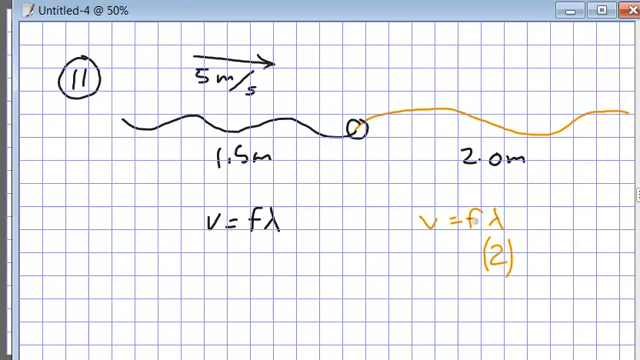 Untitled-4 @ 50%
11
5 m/s
1.5m
2.0m
v = fλ
v = fλ
(2)